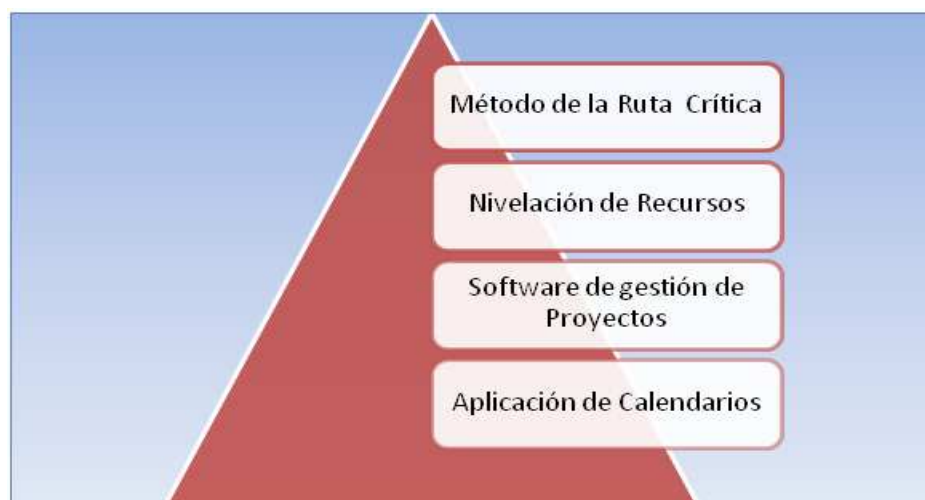 Método de la Ruta Crítica
Nivelación de Recursos
Software de gestión de
Proyectos
Aplicación de Calendarios